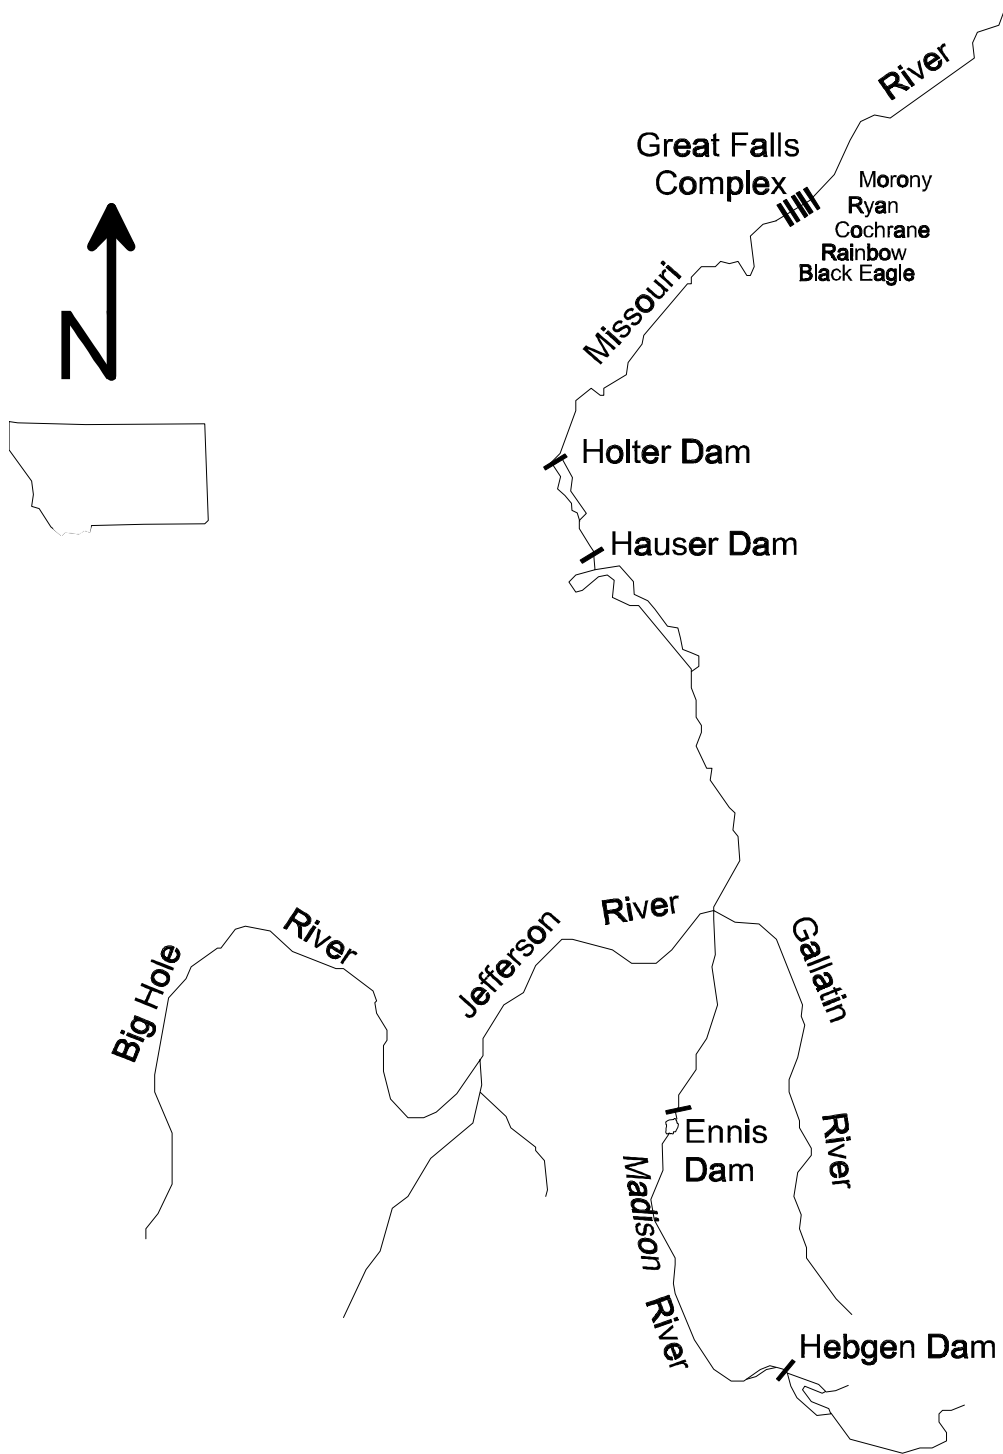 River
Great Falls
Complex
Morony
Ryan
Cochrane
Rainbow
Black Eagle
Missouri
N
Holter Dam
Hauser Dam
River
Jefferson
River
Big Hole
Gallatin
River
Ennis
Dam
Madison
River
Hebgen Dam